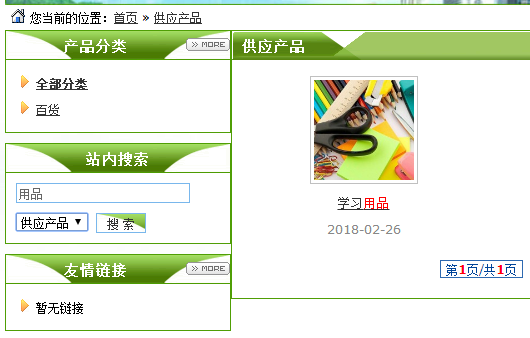 您当前的位置：首页 » 供应产品
产品分类
MORE
全部分类
百货
站内搜索
用品
供应产品 ▼ 搜 索
友情链接
MORE
暂无链接
供应产品
学习用品
2018-02-26
第1页/共1页